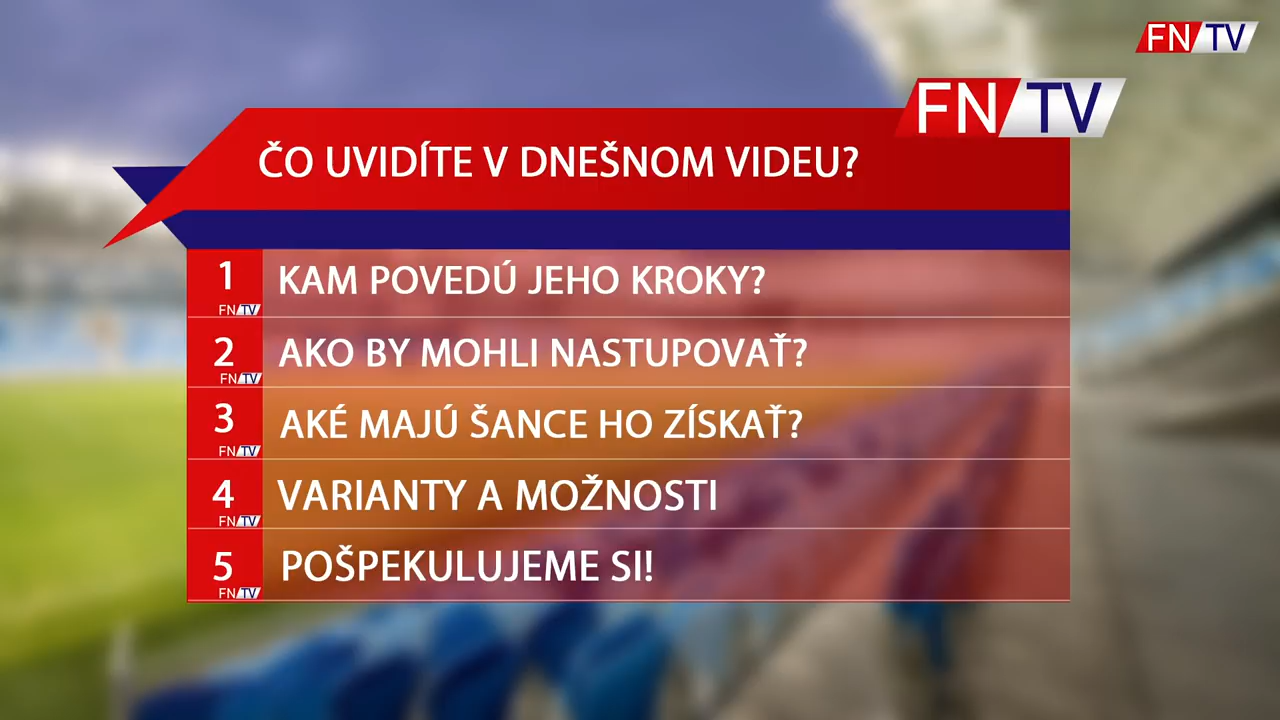 FN TV
FN TV
ČO UVIDÍTE V DNEŠNOM VIDEU?
1 KAM POVEDÚ JEHO KROKY?
FN TV
2 AKO BY MOHLI NASTUPOVAŤ?
FN TV
3 AKÉ MAJÚ ŠANCE HO ZÍSKAŤ?
FN TV
4 VARIANTY A MOŽNOSTI
FN TV
5 POŠPEKULUJEME SI!
FN TV